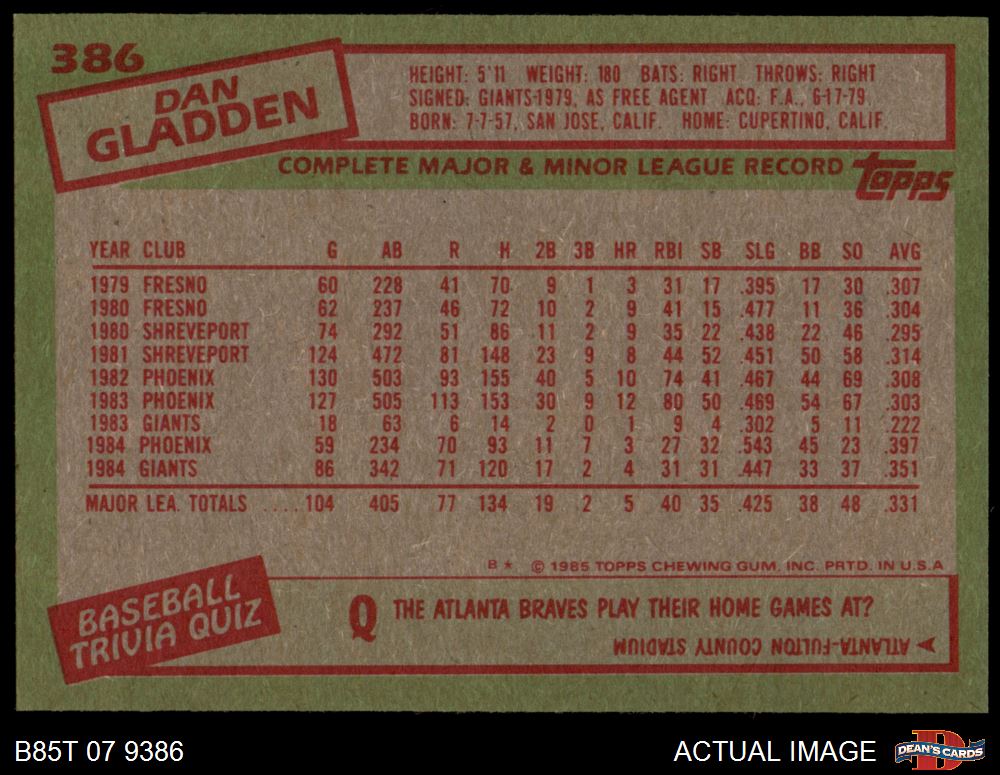 386
DAN
GLADDEN
HEIGHT: 5'11 WEIGHT: 180 BATS: RIGHT THROWS: RIGHT
SIGNED: GIANTS-1979, AS FREE AGENT ACQ: F.A., 6-17-79
BORN: 7-7-57, SAN JOSE, CALIF. HOME: CUPERTINO, CALIF.
COMPLETE MAJOR & MINOR LEAGUE RECORD topps
YEAR CLUB G AB R H 2B 3B HR RBI SB SLG BB SO AVG
1979 FRESNO 60 228 41 70 9 1 3 31 17 .395 17 30 .307
1980 FRESNO 62 237 46 72 10 2 9 41 15 .477 11 36 .304
1980 SHREVEPORT 74 292 51 86 11 2 9 35 22 .438 22 46 .295
1981 SHREVEPORT 124 472 81 148 23 9 8 44 52 .451 50 58 .314
1982 PHOENIX 130 503 93 155 40 5 10 74 41 .467 44 69 .308
1983 PHOENIX 127 505 113 153 30 9 12 80 50 .469 54 67 .303
1983 GIANTS 18 63 6 14 2 0 1 9 4 .302 5 11 .222
1984 PHOENIX 59 234 70 93 11 7 3 27 32 .543 45 23 .397
1984 GIANTS 86 342 71 120 17 2 4 31 31 .447 33 37 .351
MAJOR LEA. TOTALS ....104 405 77 134 19 2 5 40 35 .425 38 48 .331
B★ © 1985 TOPPS CHEWING GUM, INC. PRTD. IN U.S.A
BASEBALL
TRIVIA QUIZ
Q THE ATLANTA BRAVES PLAY THEIR HOME GAMES AT?
ATLANTA-FULTON COUNTY STADIUM
B85T 07 9386
ACTUAL IMAGE
D
DEAN'S CARDS